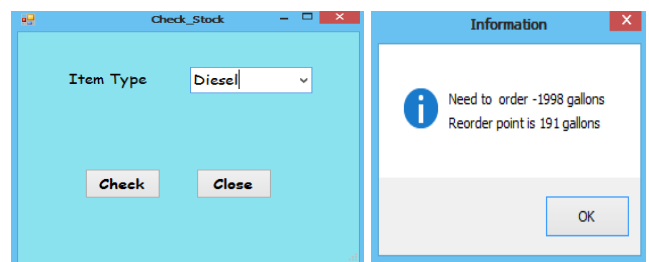 Check_Stock
Item Type
Diesel
Check
Close
Information
Need to order -1998 gallons
Reorder point is 191 gallons
OK